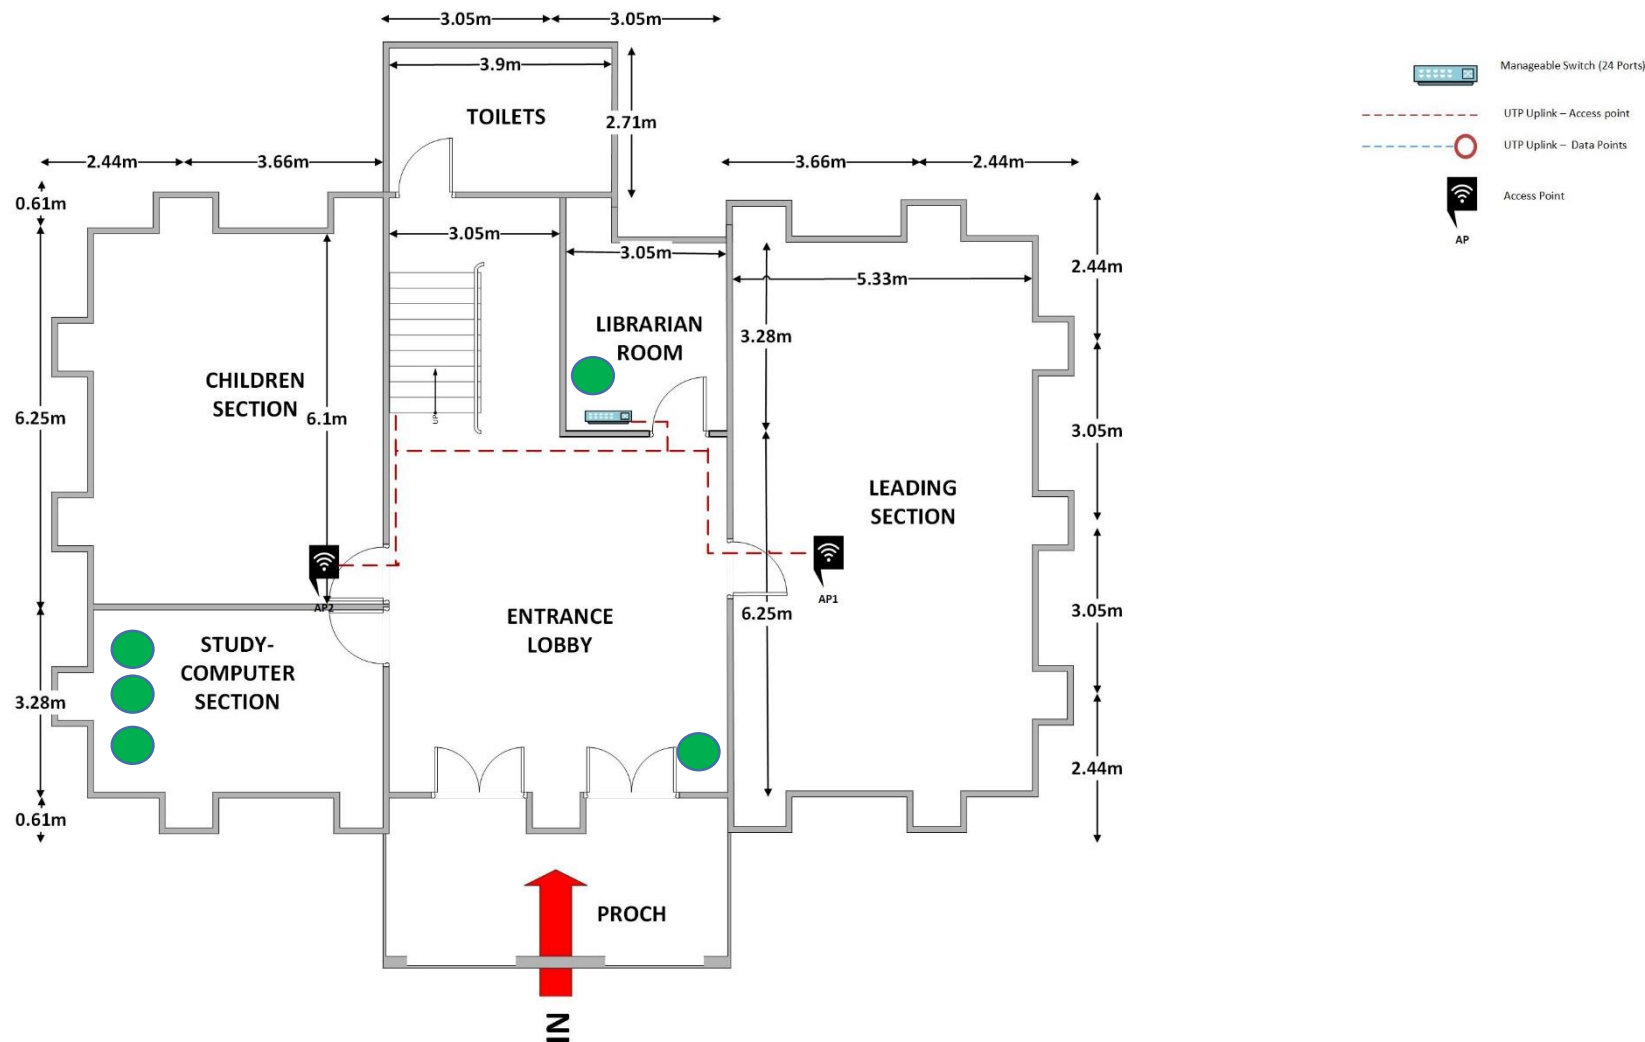 3.05m
3.05m
3.9m
TOILETS
2.71m
2.44m
3.66m
3.66m
2.44m
0.61m
3.05m
3.05m
5.33m
2.44m
LIBRARIAN
ROOM
3.28m
CHILDREN
SECTION
6.25m
6.1m
UP
3.05m
LEADING
SECTION
AP2
AP1
ENTRANCE
LOBBY
6.25m
3.05m
STUDY-
COMPUTER
SECTION
3.28m
2.44m
0.61m
PROCH
IN
Manageable Switch (24 Ports)
UTP Uplink – Access point
UTP Uplink – Data Points
Access Point
AP